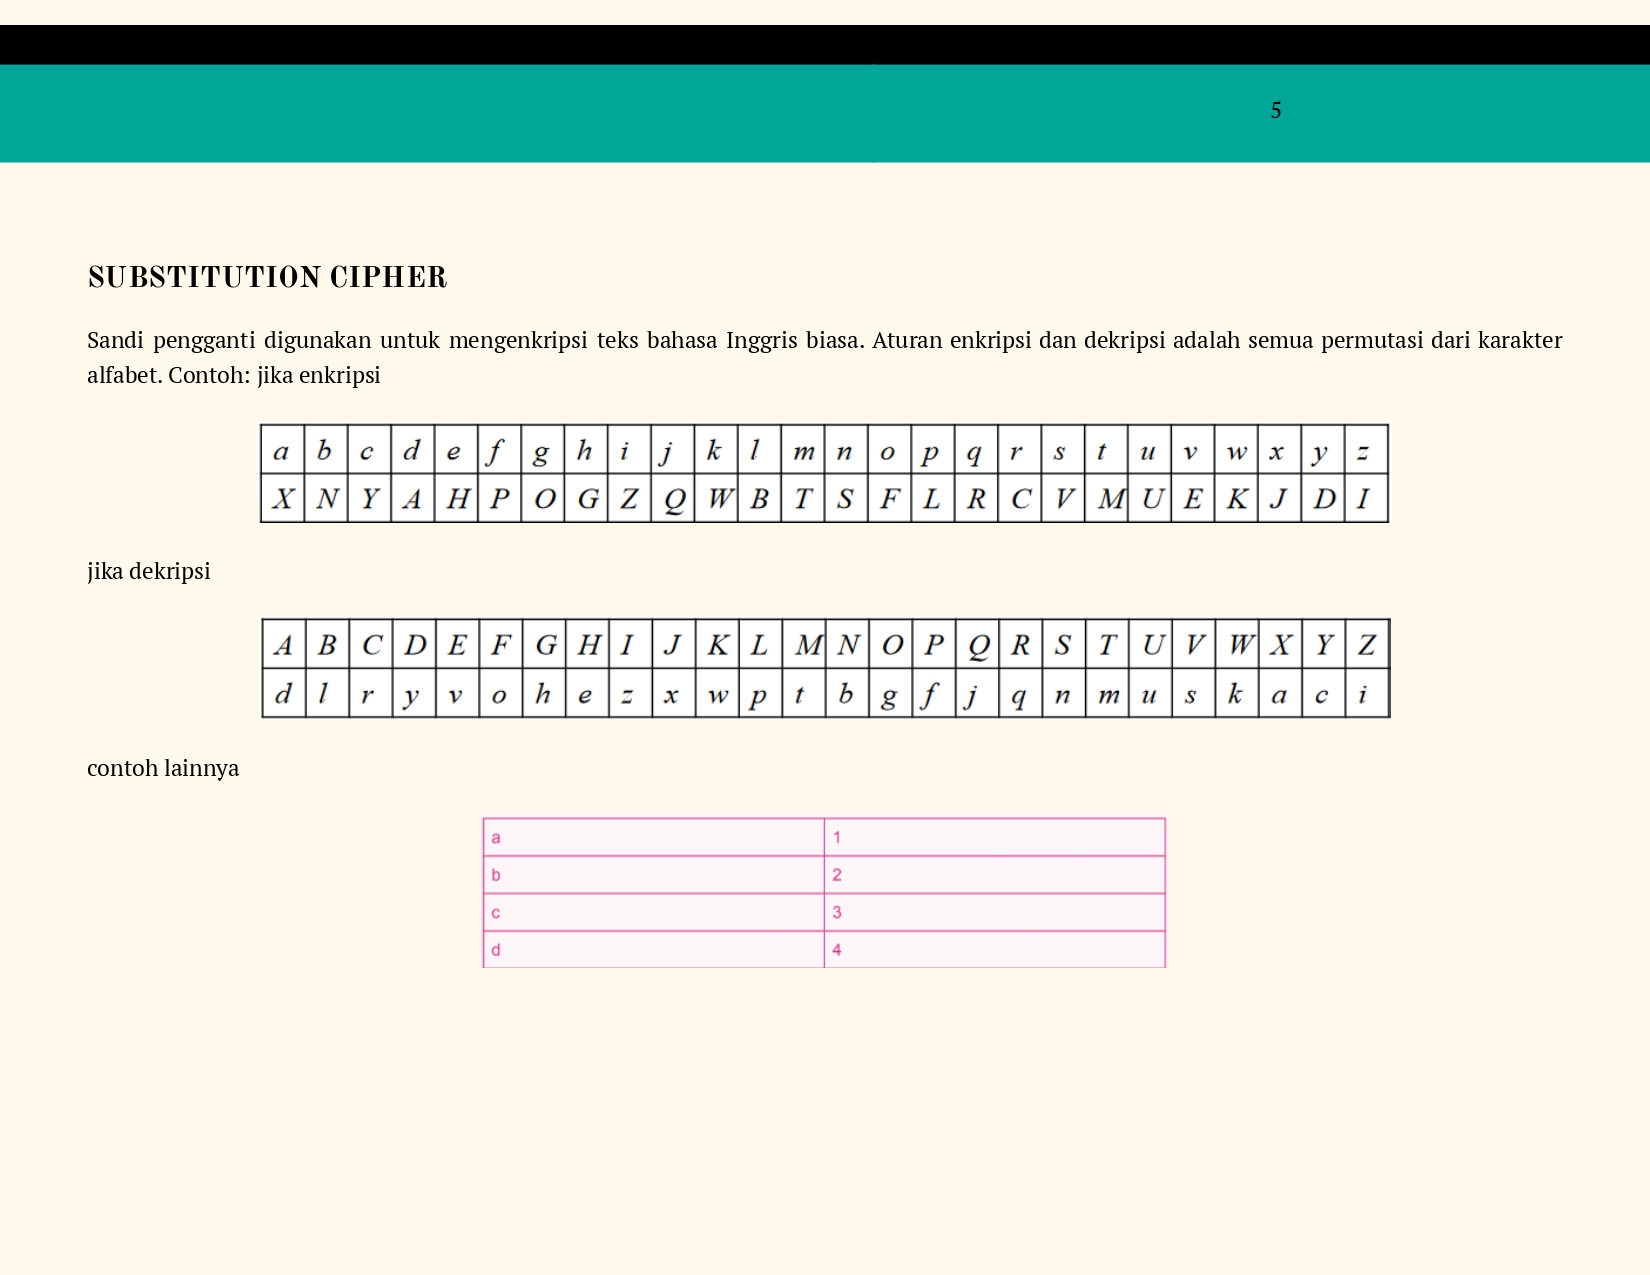 5
SUBSTITUTION CIPHER
Sandi pengganti digunakan untuk mengenkripsi teks bahasa Inggris biasa. Aturan enkripsi dan dekripsi adalah semua permutasi dari karakter
alfabet. Contoh: jika enkripsi
a b c d e f g h i j k l m n o p q r s t u v w x y z
X N Y A H P O G Z Q W B T S F L R C V M U E K J D I
jika dekripsi
A B C D E F G H I J K L M N O P Q R S T U V W X Y Z
d l r y v o h e z x w p t b g f j q n m u s k a c i
contoh lainnya
a 1
b 2
c 3
d 4